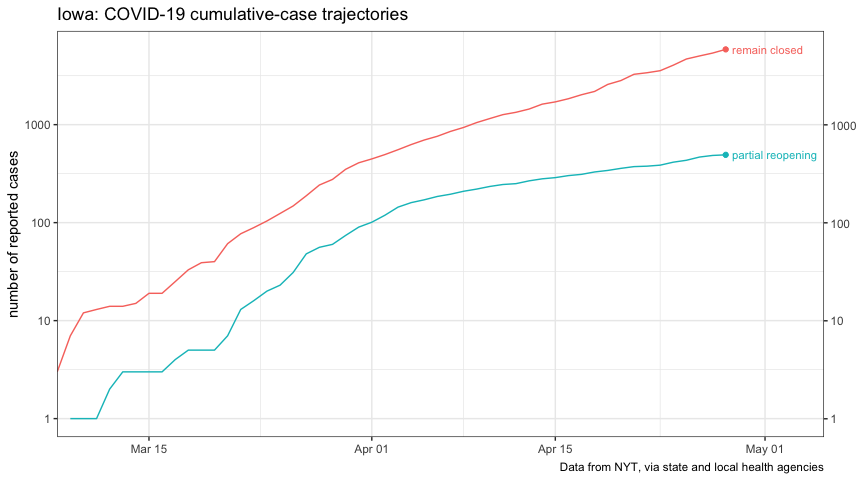 Iowa: COVID-19 cumulative-case trajectories
remain closed
1000
1000
partial reopening
100
100
number of reported cases
10
10
1
1
Mar 15
Apr 01
Apr 15
May 01
Data from NYT, via state and local health agencies